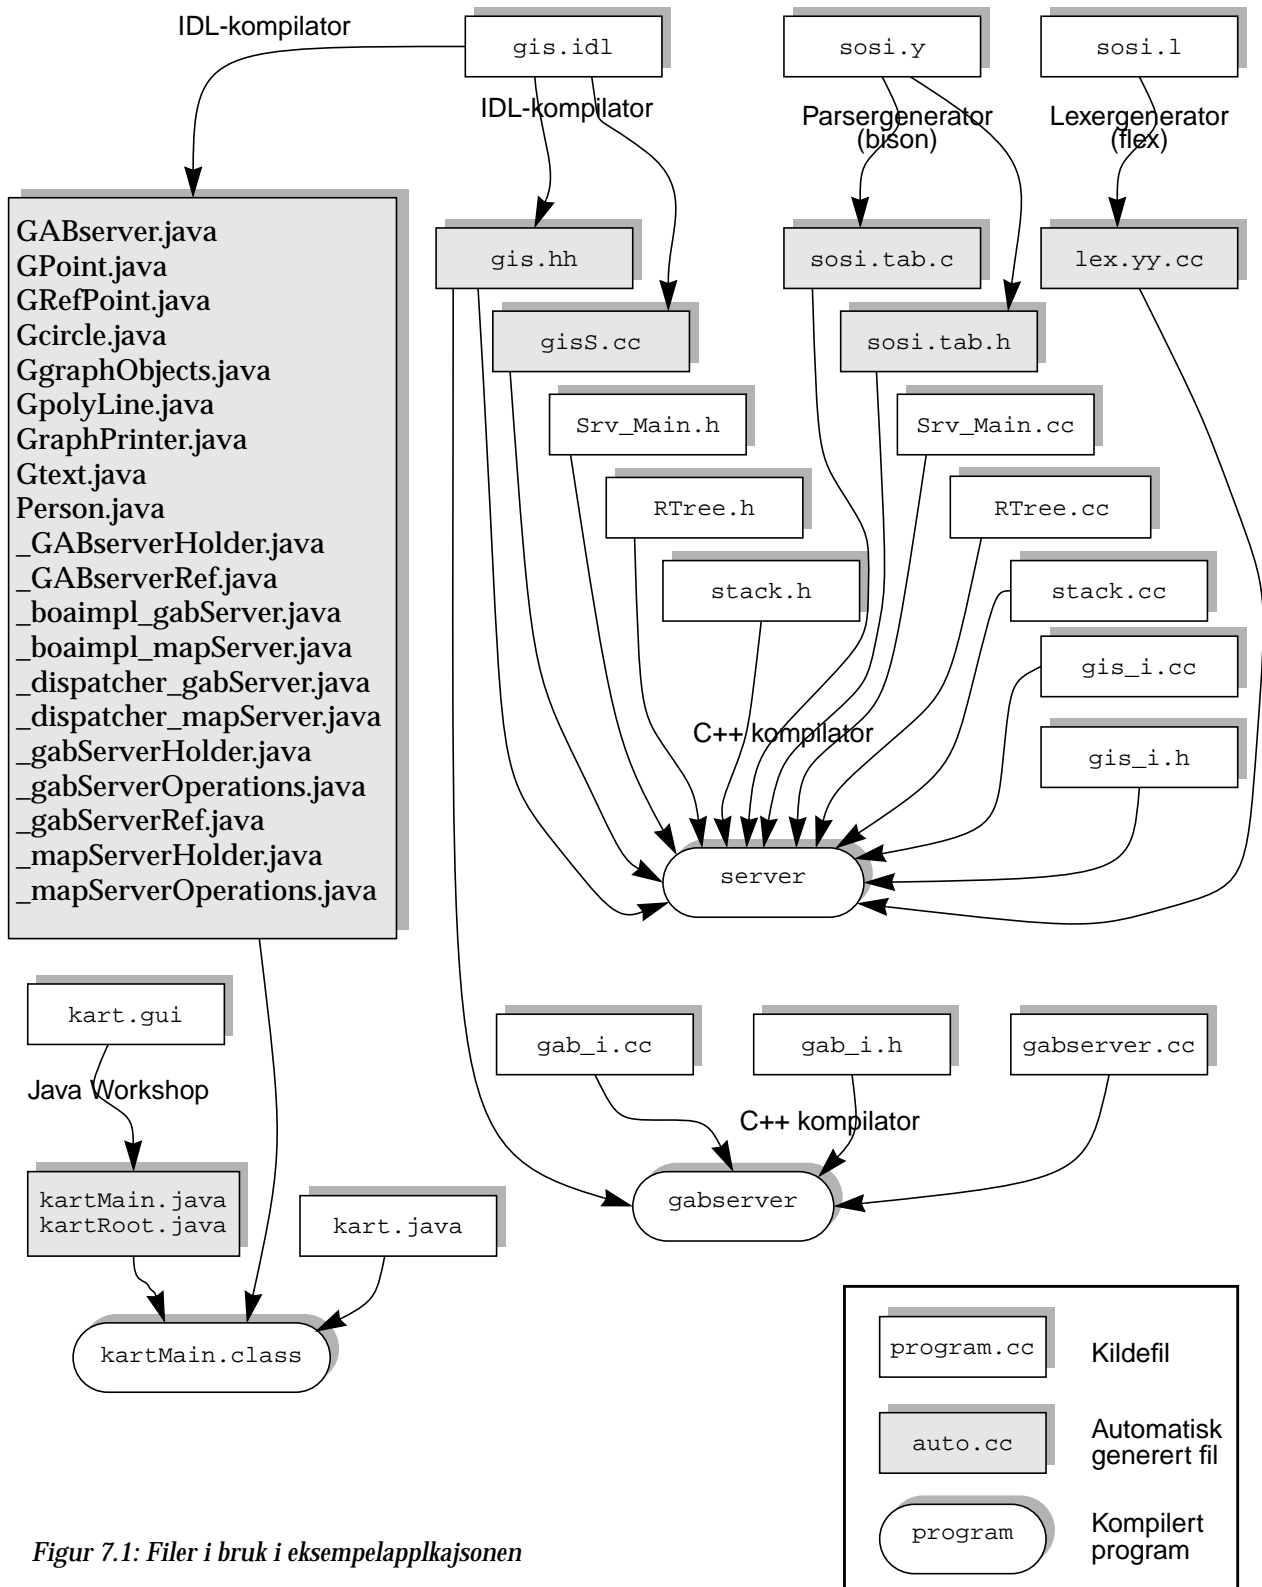 IDL-kompilator
gis.idl
sosi.y
sosi.l
IDL-kompilator
Parsergenerator
(bison)
Lexergenerator
(flex)
GABserver.java
GPoint.java
GRefPoint.java
Gcircle.java
GgraphObjects.java
GpolyLine.java
GraphPrinter.java
Gtext.java
Person.java
_GABserverHolder.java
_GABserverRef.java
_boaimpl_gabServer.java
_boaimpl_mapServer.java
_dispatcher_gabServer.java
_dispatcher_mapServer.java
_gabServerHolder.java
_gabServerOperations.java
_gabServerRef.java
_mapServerHolder.java
_mapServerOperations.java
gis.hh
sosi.tab.c
lex.yy.cc
gisS.cc
sosi.tab.h
Srv_Main.h
Srv_Main.cc
RTree.h
RTree.cc
stack.h
stack.cc
gis_i.cc
C++ kompilator
gis_i.h
server
kart.gui
gab_i.cc
gab_i.h
gabserver.cc
Java Workshop
C++ kompilator
kartMain.java
kartRoot.java
kart.java
gabserver
kartMain.class
program.cc
Kildefil
auto.cc
Automatisk
generert fil
program
Kompilert
program
Figur 7.1: Filer i bruk i eksempelapplkajsonen